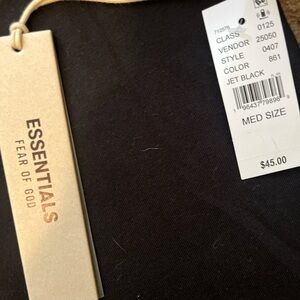 ESSENTIALS
FEAR OF GOD
CLASS 0125
VENDOR 25050
STYLE 0407
COLOR 861
JET BLACK
MED SIZE
$45.00